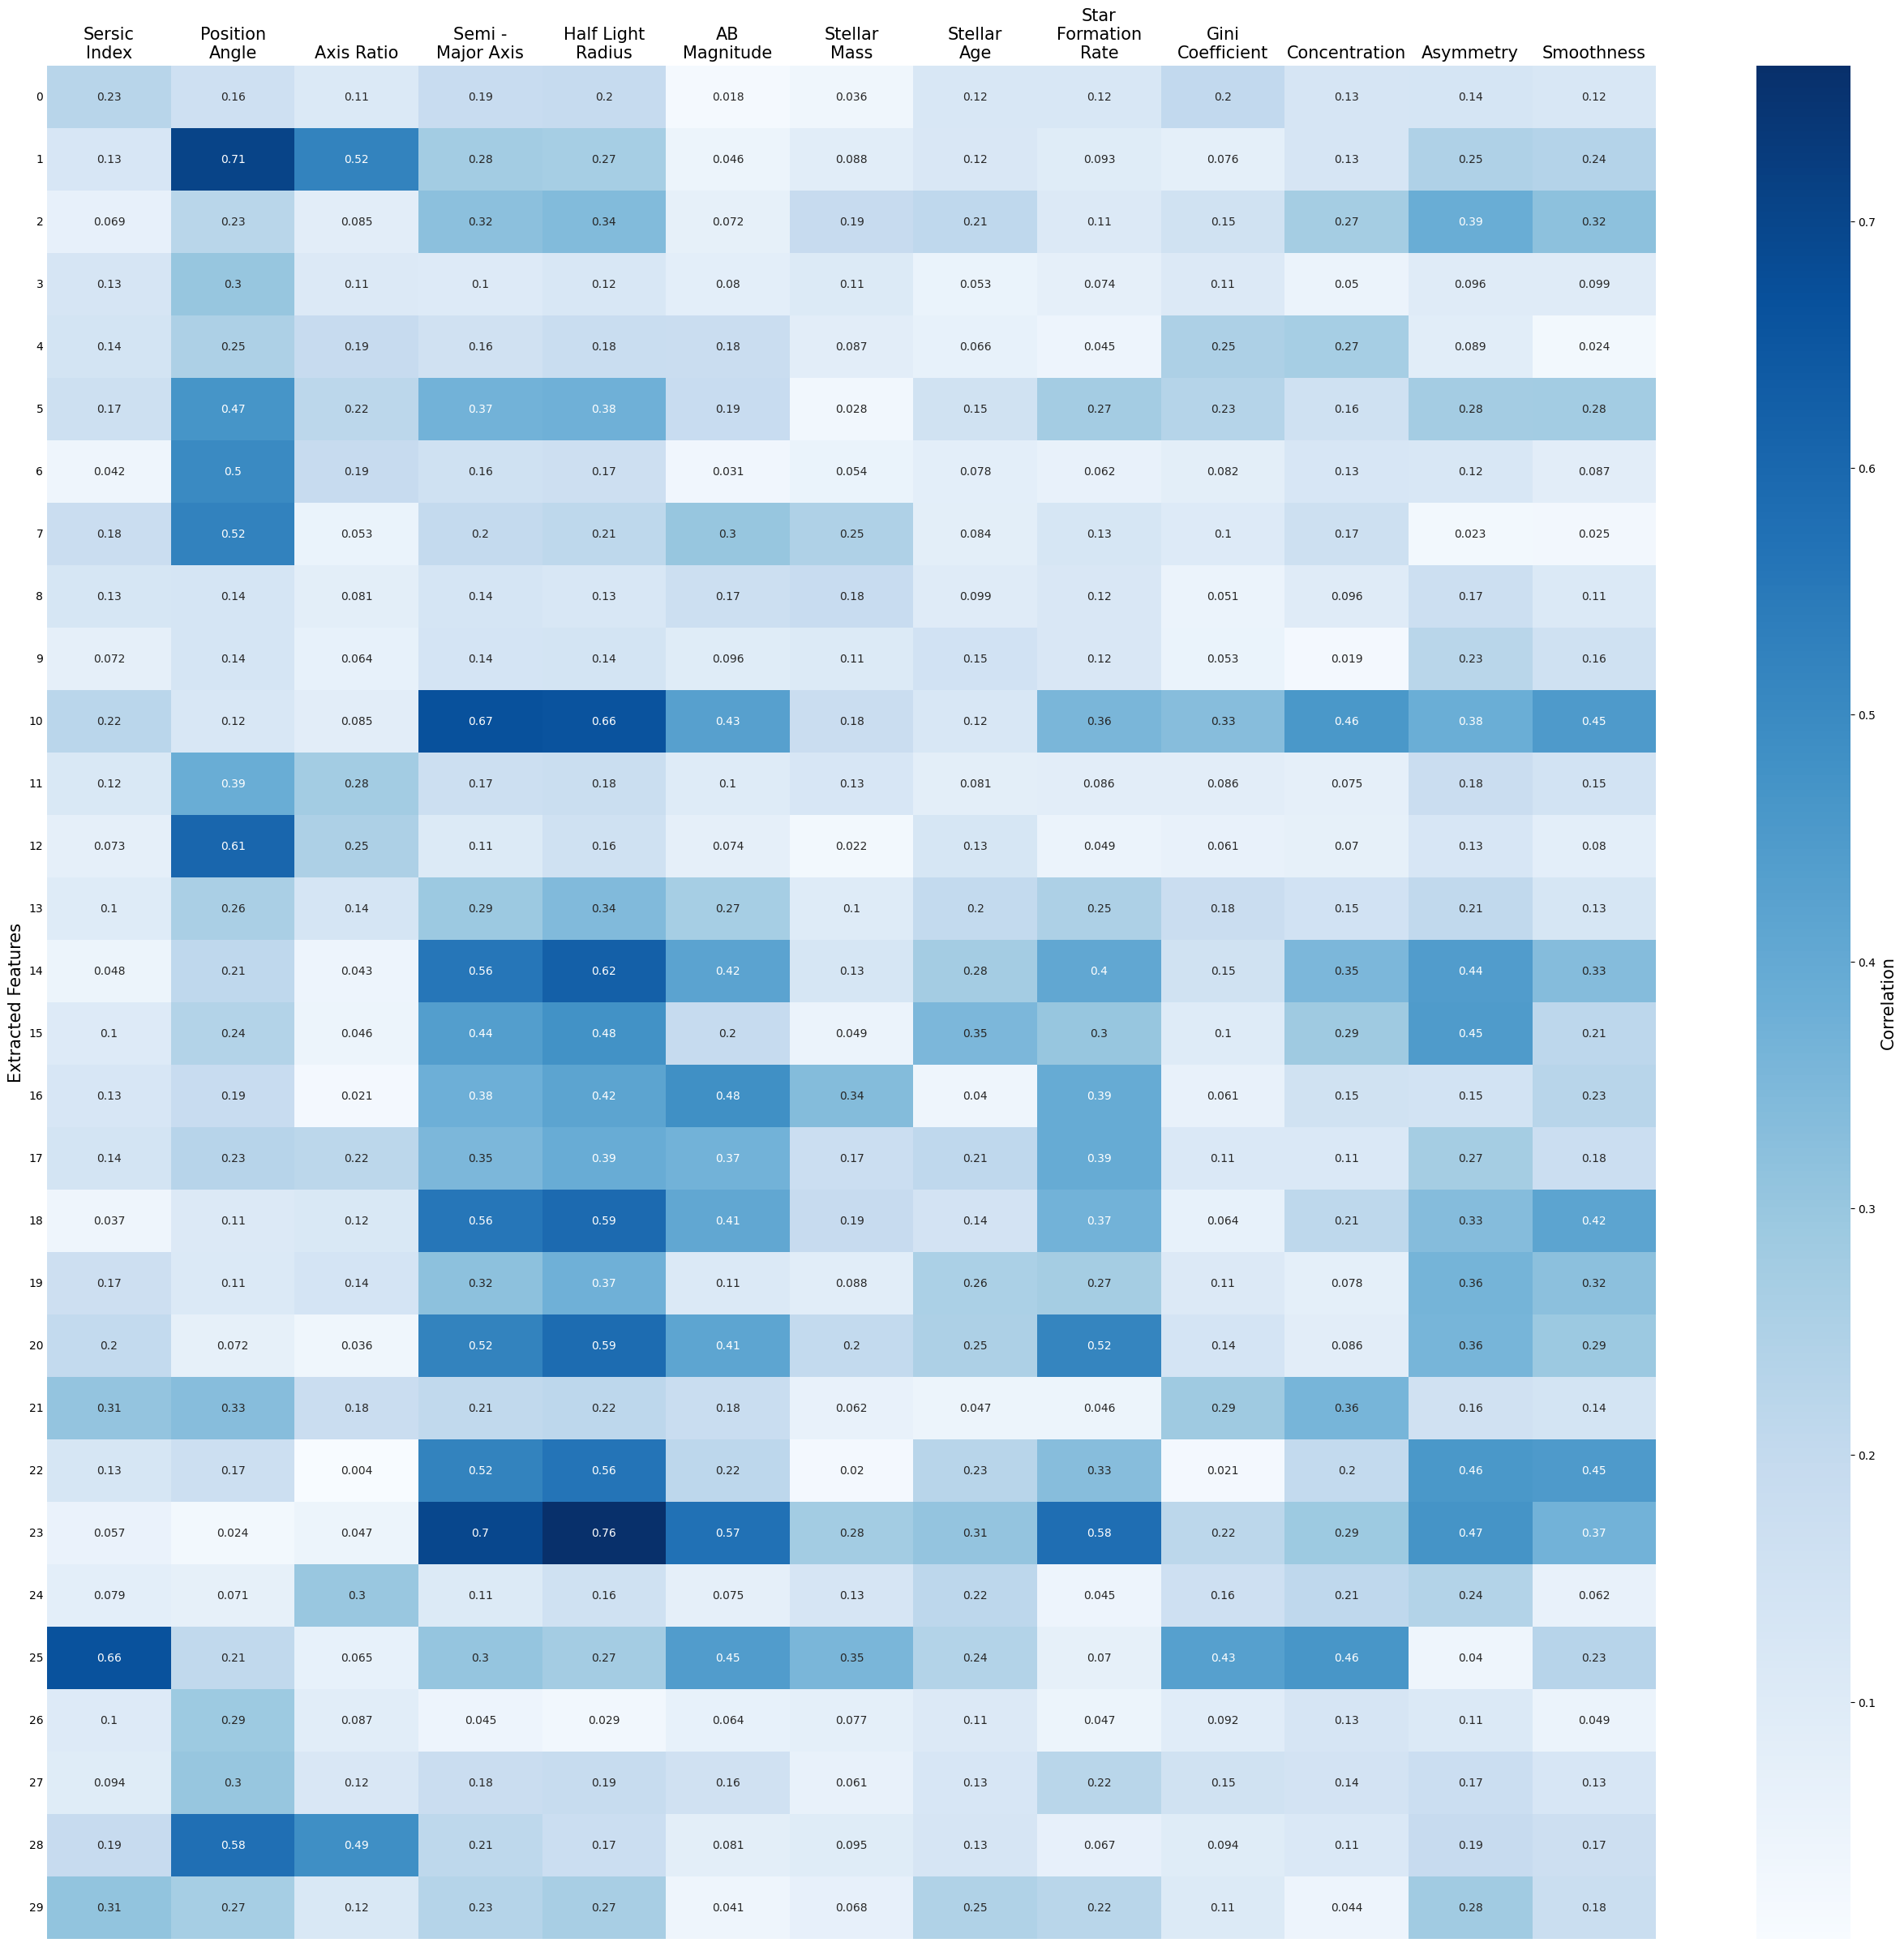 Sersic Index	Position Angle	Axis Ratio	Semi - Major Axis	Half Light Radius	AB Magnitude	Stellar Mass	Stellar Age	Star Formation Rate	Gini Coefficient	Concentration	Asymmetry	Smoothness
0	0.23	0.16	0.11	0.19	0.2	0.018	0.036	0.12	0.12	0.2	0.13	0.14	0.12
1	0.13	0.71	0.52	0.28	0.27	0.046	0.088	0.12	0.093	0.076	0.13	0.25	0.24
2	0.069	0.23	0.085	0.32	0.34	0.072	0.19	0.21	0.11	0.15	0.27	0.39	0.32
3	0.13	0.3	0.11	0.1	0.12	0.08	0.11	0.053	0.074	0.11	0.05	0.096	0.099
4	0.14	0.25	0.19	0.16	0.18	0.18	0.087	0.066	0.045	0.25	0.27	0.089	0.024
5	0.17	0.47	0.22	0.37	0.38	0.19	0.028	0.15	0.27	0.23	0.16	0.28	0.28
6	0.042	0.5	0.19	0.16	0.17	0.031	0.054	0.078	0.062	0.082	0.13	0.12	0.087
7	0.18	0.52	0.053	0.2	0.21	0.3	0.25	0.084	0.13	0.1	0.17	0.023	0.025
8	0.13	0.14	0.081	0.14	0.13	0.17	0.18	0.099	0.12	0.051	0.096	0.17	0.11
9	0.072	0.14	0.064	0.14	0.14	0.096	0.11	0.15	0.12	0.053	0.019	0.23	0.16
10	0.22	0.12	0.085	0.67	0.66	0.43	0.18	0.12	0.36	0.33	0.46	0.38	0.45
11	0.12	0.39	0.28	0.17	0.18	0.1	0.13	0.081	0.086	0.086	0.075	0.18	0.15
12	0.073	0.61	0.25	0.11	0.16	0.074	0.022	0.13	0.049	0.061	0.07	0.13	0.08
13	0.1	0.26	0.14	0.29	0.34	0.27	0.1	0.2	0.25	0.18	0.15	0.21	0.13
14	0.048	0.21	0.043	0.56	0.62	0.42	0.13	0.28	0.4	0.15	0.35	0.44	0.33
15	0.1	0.24	0.046	0.44	0.48	0.2	0.049	0.35	0.3	0.1	0.29	0.45	0.21
16	0.13	0.19	0.021	0.38	0.42	0.48	0.34	0.04	0.39	0.061	0.15	0.15	0.23
17	0.14	0.23	0.22	0.35	0.39	0.37	0.17	0.21	0.39	0.11	0.11	0.27	0.18
18	0.037	0.11	0.12	0.56	0.59	0.41	0.19	0.14	0.37	0.064	0.21	0.33	0.42
19	0.17	0.11	0.14	0.32	0.37	0.11	0.088	0.26	0.27	0.11	0.078	0.36	0.32
20	0.2	0.072	0.036	0.52	0.59	0.41	0.2	0.25	0.52	0.14	0.086	0.36	0.29
21	0.31	0.33	0.18	0.21	0.22	0.18	0.062	0.047	0.046	0.29	0.36	0.16	0.14
22	0.13	0.17	0.004	0.52	0.56	0.22	0.02	0.23	0.33	0.021	0.2	0.46	0.45
23	0.057	0.024	0.047	0.7	0.76	0.57	0.28	0.31	0.58	0.22	0.29	0.47	0.37
24	0.079	0.071	0.3	0.11	0.16	0.075	0.13	0.22	0.045	0.16	0.21	0.24	0.062
25	0.66	0.21	0.065	0.3	0.27	0.45	0.35	0.24	0.07	0.43	0.46	0.04	0.23
26	0.1	0.29	0.087	0.045	0.029	0.064	0.077	0.11	0.047	0.092	0.13	0.11	0.049
27	0.094	0.3	0.12	0.18	0.19	0.16	0.061	0.13	0.22	0.15	0.14	0.17	0.13
28	0.19	0.58	0.49	0.21	0.17	0.081	0.095	0.13	0.067	0.094	0.11	0.19	0.17
29	0.31	0.27	0.12	0.23	0.27	0.041	0.068	0.25	0.22	0.11	0.044	0.28	0.18
Extracted Features
0.7
0.6
0.5
0.4
0.3
0.2
0.1
Correlation